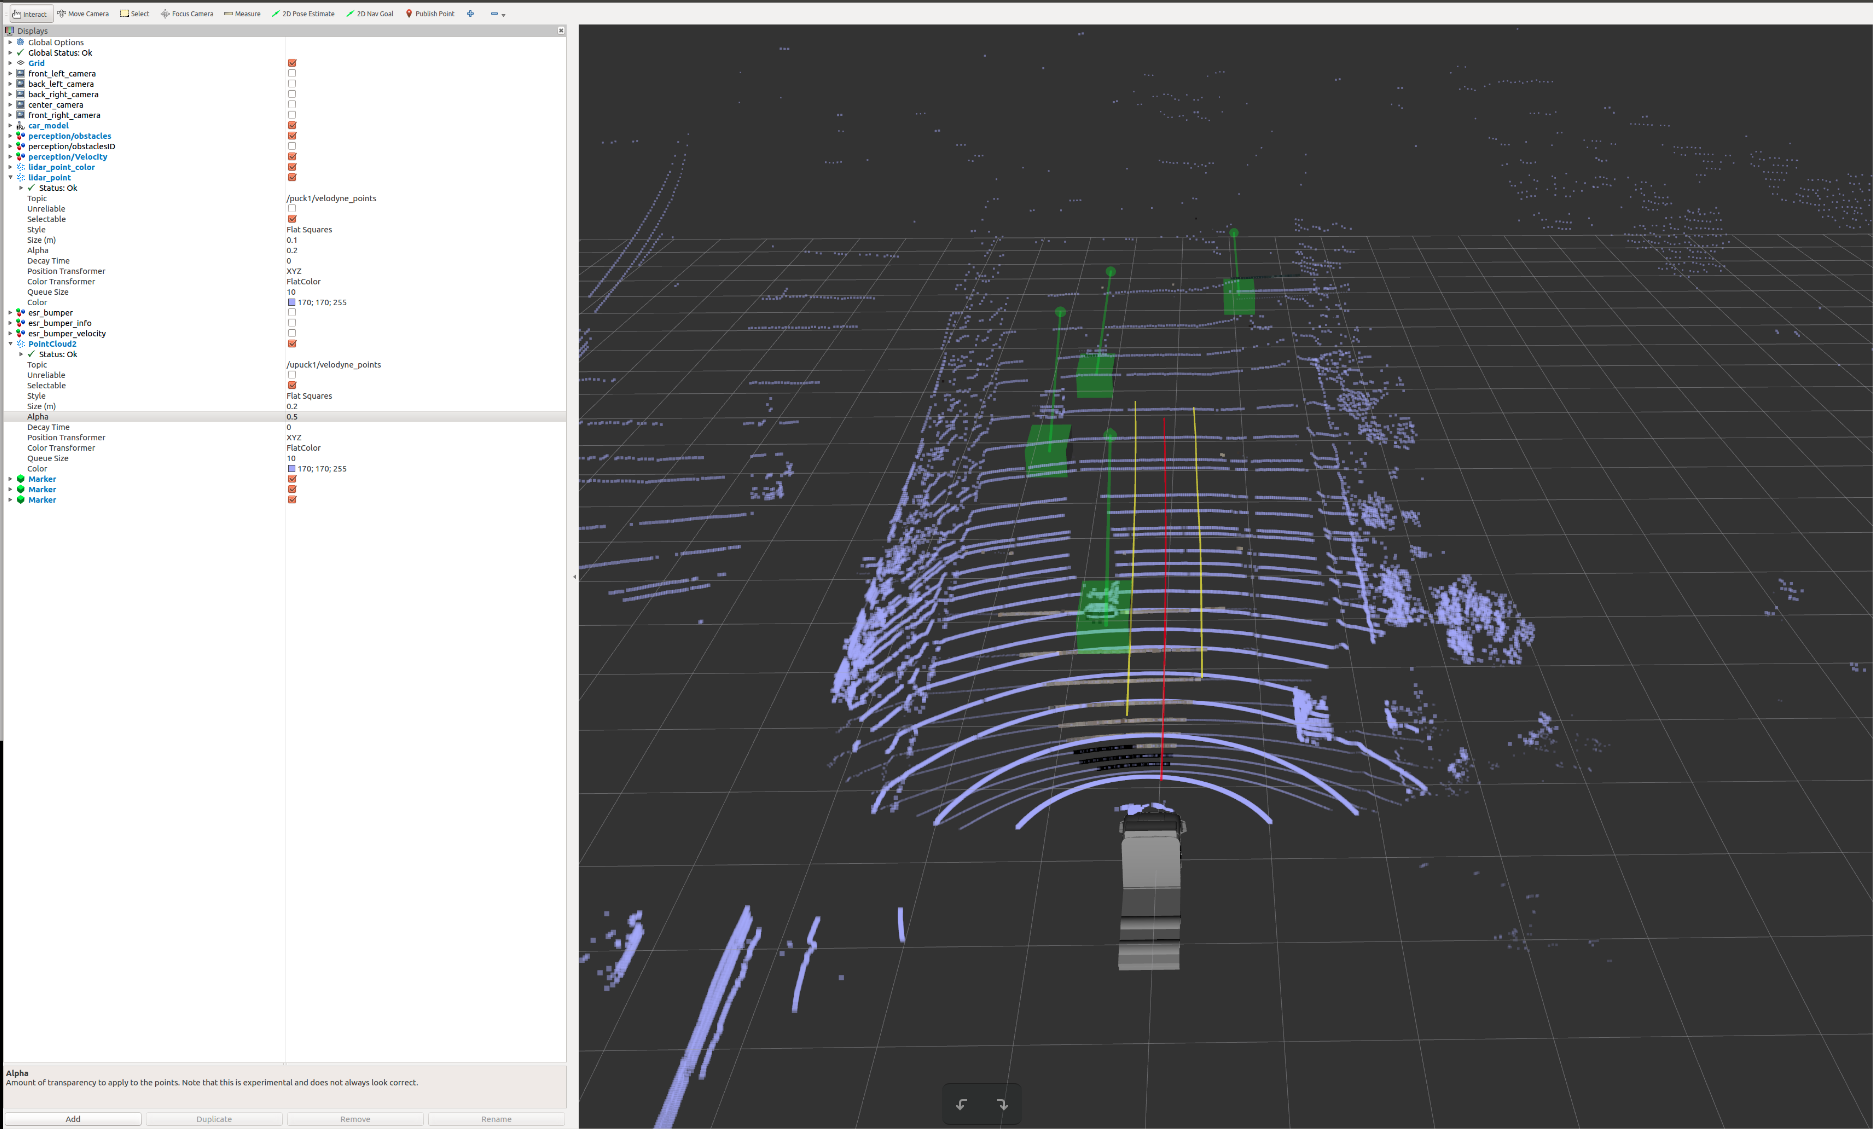 Interact Move Camera Select Focus Camera Measure 2D Pose Estimate 2D Nav Goal Publish Point
Displays
Global Options
Global Status: Ok
Grid
front_left_camera
back_left_camera
back_right_camera
center_camera
front_right_camera
car_model
perception/obstacles
perception/obstaclesID
perception/Velocity
lidar_point_color
lidar_point
Status: Ok
Topic /puck1/velodyne_points
Unreliable
Selectable
Style Flat Squares
Size (m) 0.1
Alpha 0.2
Decay Time 0
Position Transformer XYZ
Color Transformer FlatColor
Queue Size 10
Color 170; 170; 255
esr_bumper
esr_bumper_info
esr_bumper_velocity
PointCloud2
Status: Ok
Topic /upuck1/velodyne_points
Unreliable
Selectable
Style Flat Squares
Size (m) 0.2
Alpha 0.5
Decay Time 0
Position Transformer XYZ
Color Transformer FlatColor
Queue Size 10
Color 170; 170; 255
Marker
Marker
Marker
Alpha
Amount of transparency to apply to the points. Note that this is experimental and does not always look correct.
Add Duplicate Remove Rename